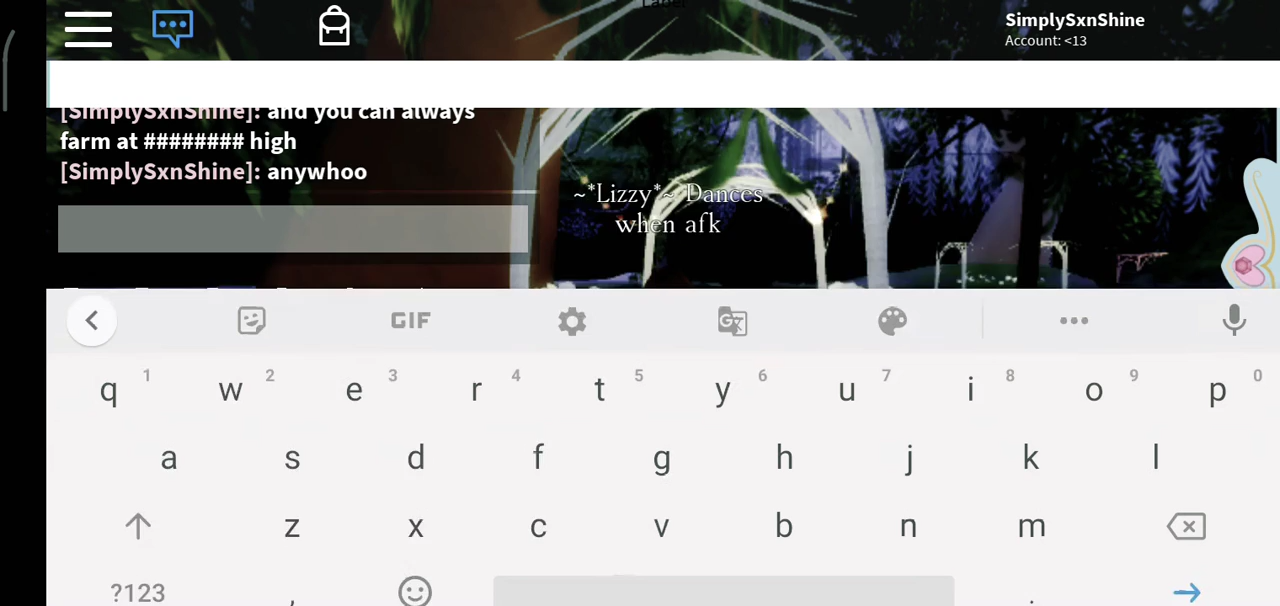 SimplySxnShine
Account: <13
[SimplySxnShine]: and you can always
farm at ######## high
[SimplySxnShine]: anywhoo
~*Lizzy*~ Dances
when afk
GIF
q 1 w 2 e 3 r 4 t 5 y 6 u 7 i 8 o 9 p 0
a s d f g h j k l
z x c v b n m
?123 , .